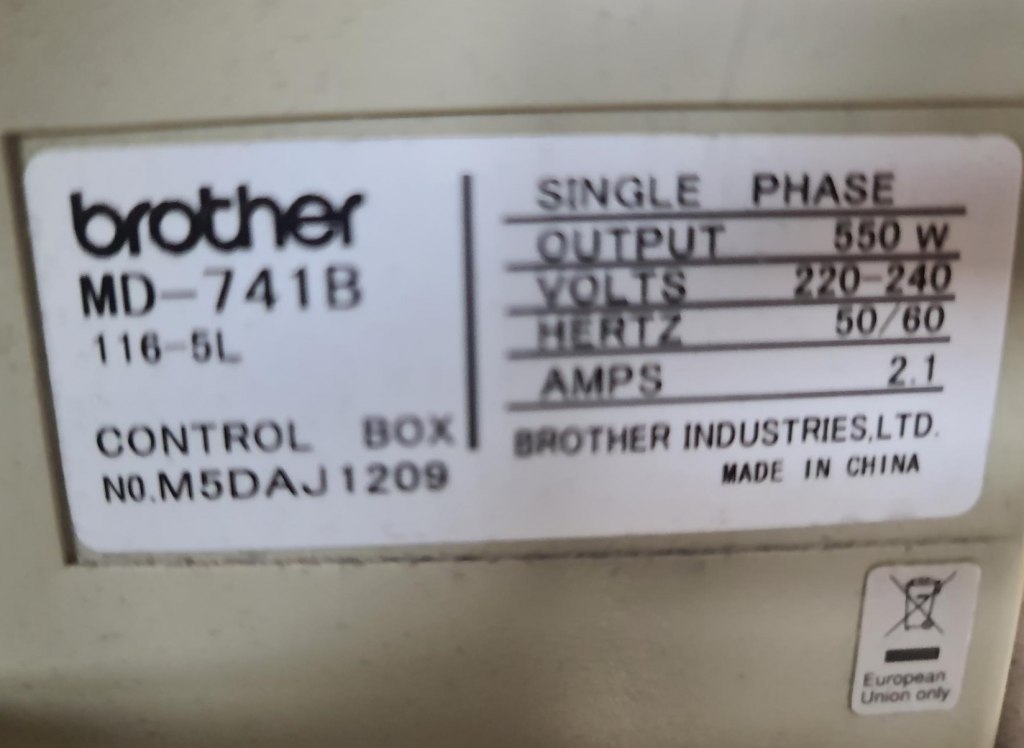 brother
MD-741B
116-5L
CONTROL BOX
NO.M5DAJ1209
SINGLE PHASE
OUTPUT 550 W
VOLTS 220-240
HERTZ 50/60
AMPS 2.1
BROTHER INDUSTRIES,LTD.
MADE IN CHINA
European
Union only